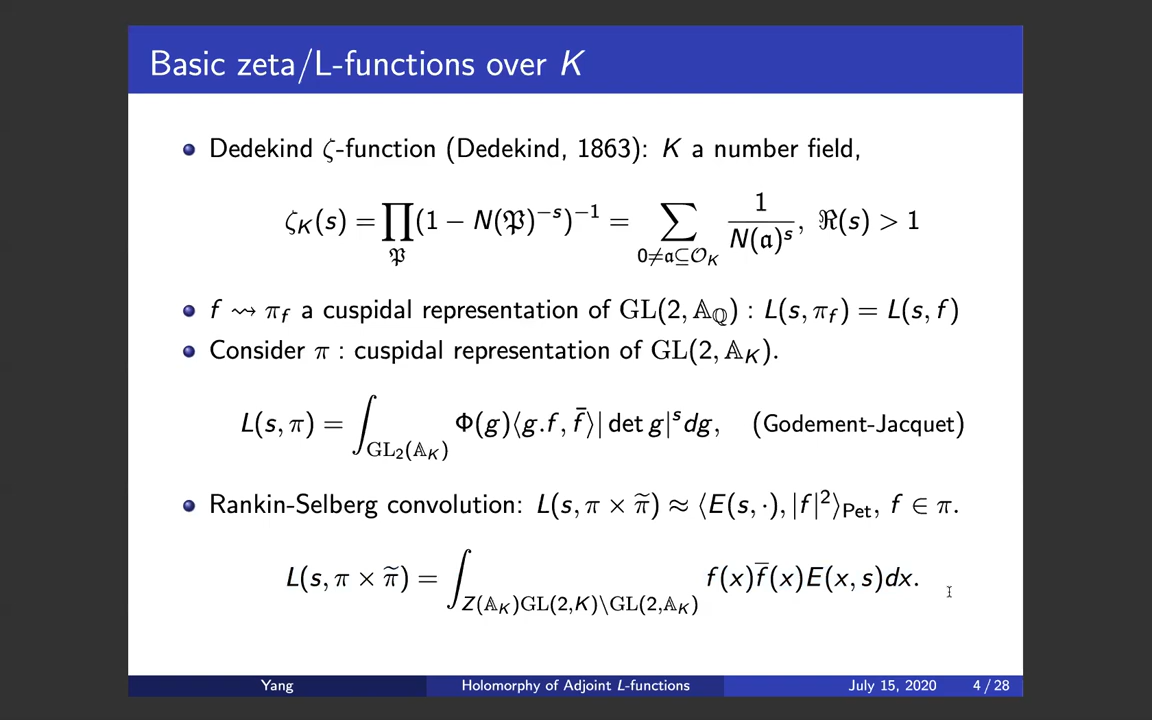 Basic zeta/L-functions over K
Dedekind ζ-function (Dedekind, 1863): K a number field,
ζ_K(s) = ∏_𝔓 (1 − N(𝔓)^{−s})^{−1} = ∑_{0≠𝔞⊆𝒪_K} 1/N(𝔞)^s, ℜ(s) > 1
f ⇝ π_f a cuspidal representation of GL(2, 𝔸_ℚ) : L(s, π_f) = L(s, f)
Consider π : cuspidal representation of GL(2, 𝔸_K).
L(s, π) = ∫_{GL₂(𝔸_K)} Φ(g)⟨g.f, f̄⟩| det g|^s dg, (Godement-Jacquet)
Rankin-Selberg convolution: L(s, π × π̃) ≈ ⟨E(s, ·), |f|²⟩_Pet, f ∈ π.
L(s, π × π̃) = ∫_{Z(𝔸_K)GL(2,K)\GL(2,𝔸_K)} f(x)f̄(x)E(x, s)dx.
Yang Holomorphy of Adjoint L-functions July 15, 2020 4 / 28